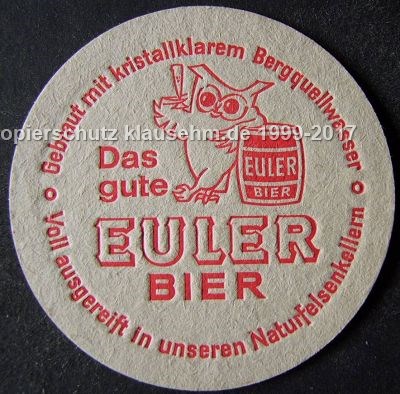 Gebraut mit kristallklarem Bergquellwasser
opierschutz klausehm.de 1999-2017
Das
gute
EULER
BIER
EULER
BIER
Voll ausgereift in unseren Naturfelsenkellern